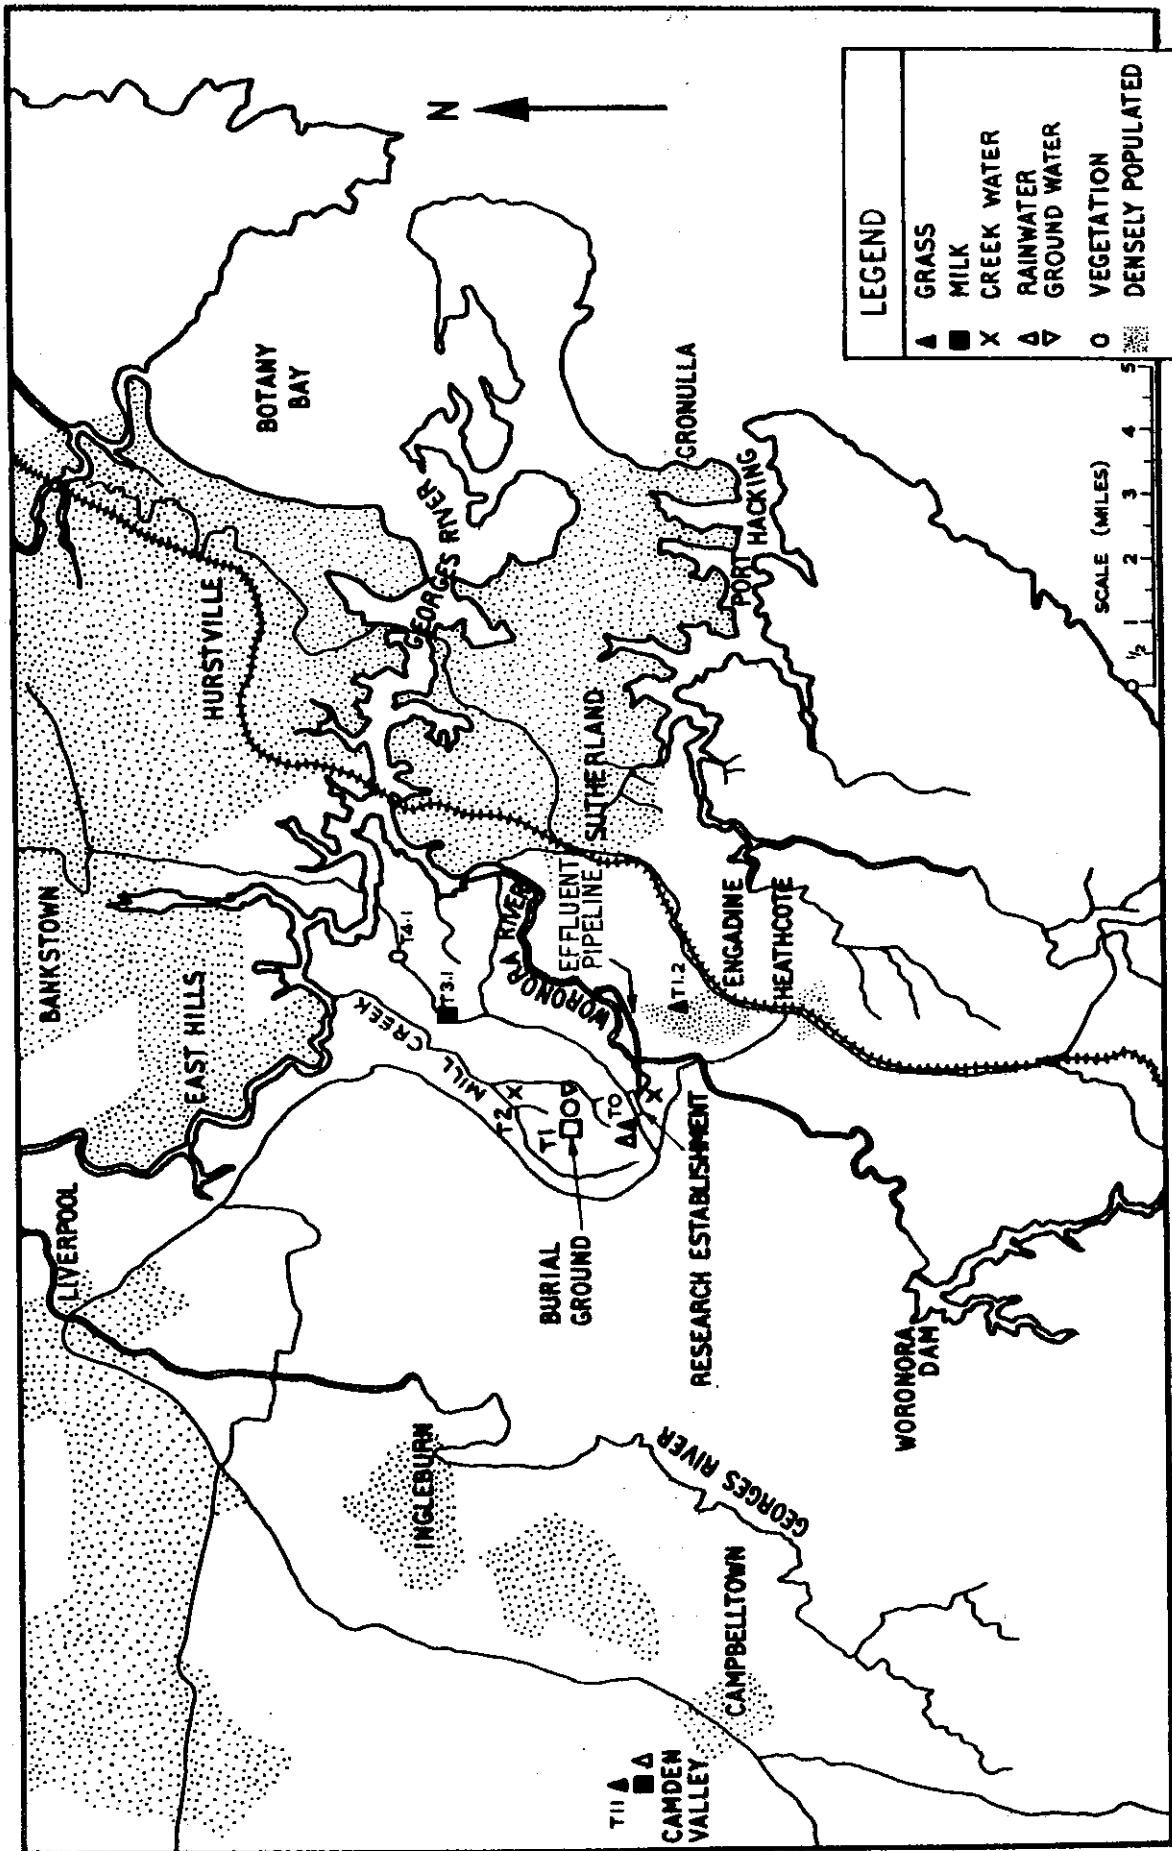 LIVERPOOL
BANKSTOWN
EAST HILLS
HURSTVILLE
BOTANY
BAY
N
INGLEBURN
MILL CREEK
T4.1
T3.1
GEORGES RIVER
T2
T1
BURIAL
GROUND
WORONORA RIVER
EFFLUENT
PIPELINE
SUTHERLAND
CRONULLA
T11
CAMDEN
VALLEY
CAMPBELLTOWN
GEORGES RIVER
TO
RESEARCH ESTABLISHMENT
T1.2
ENGADINE
HEATHCOTE
PORT HACKING
WORONORA
DAM
SCALE (MILES)
1/2 1 2 3 4 5
LEGEND
GRASS
MILK
X CREEK WATER
RAINWATER
GROUND WATER
O VEGETATION
DENSELY POPULATED